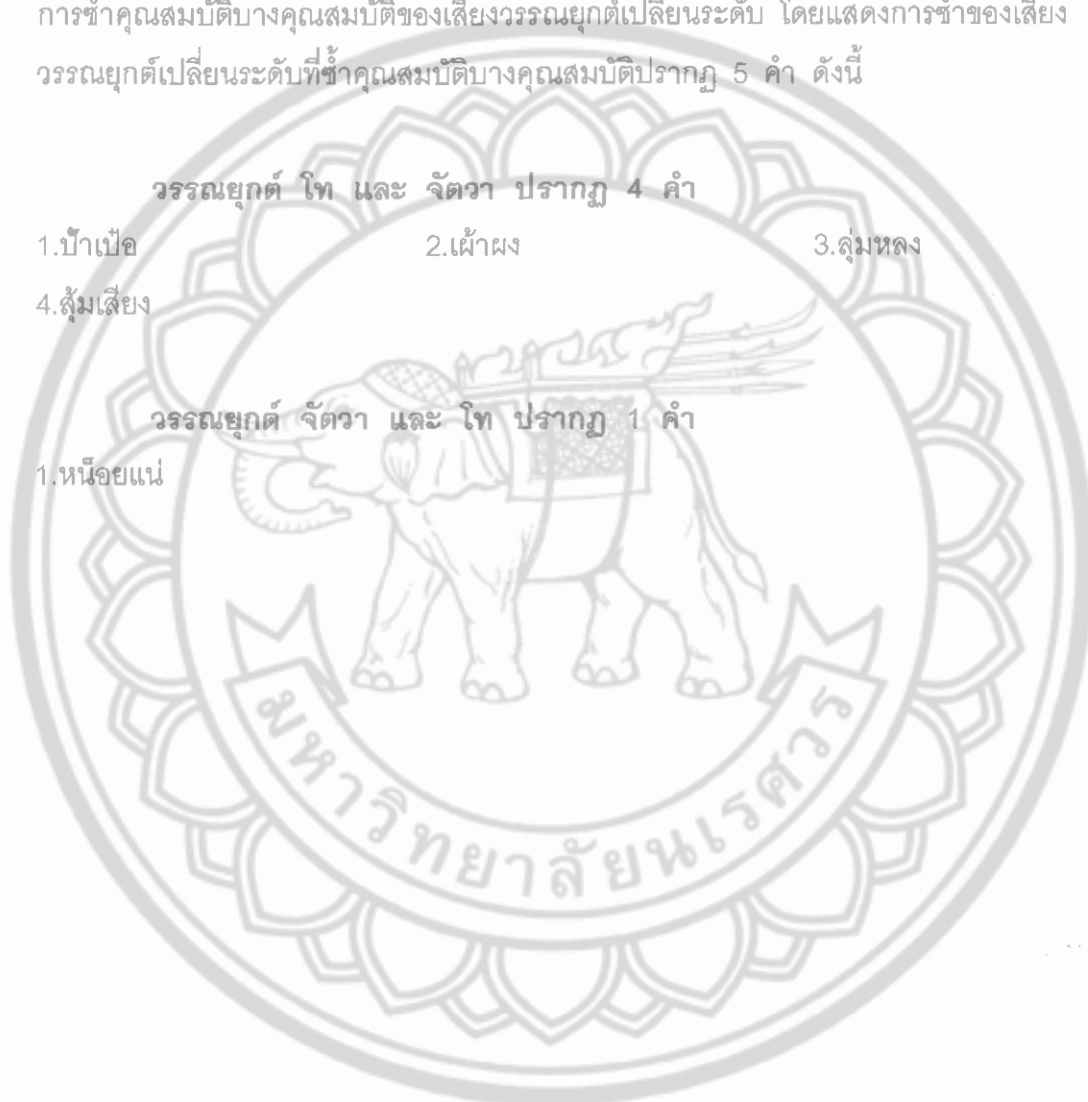 การซ้ำคุณสมบัติบางคุณสมบัติของเสียงวรรณยุกต์เปลี่ยนระดับ โดยแสดงการซ้ำของเสียง
วรรณยุกต์เปลี่ยนระดับที่ซ้ำคุณสมบัติบางคุณสมบัติปรากฏ 5 คำ ดังนี้
วรรณยุกต์ โท และ จัตวา ปรากฏ 4 คำ
1.ป้ำเป๋อ 2.เผ้าผง 3.ลุ่มหลง
4.สุ้มเสียง
วรรณยุกต์ จัตวา และ โท ปรากฏ 1 คำ
1.หน็อยแน่
มหาวิทยาลัยนเรศวร